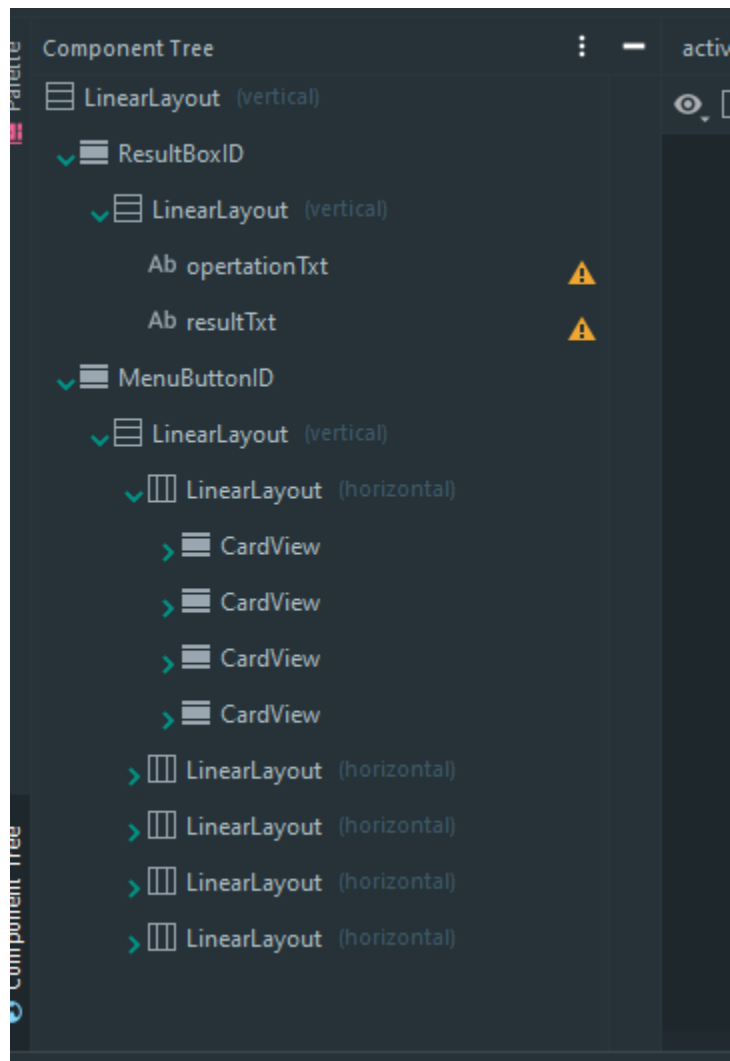 Palette
Component Tree
activ
LinearLayout (vertical)
ResultBoxID
LinearLayout (vertical)
Ab opertationTxt
Ab resultTxt
MenuButtonID
LinearLayout (vertical)
LinearLayout (horizontal)
CardView
CardView
CardView
CardView
LinearLayout (horizontal)
LinearLayout (horizontal)
LinearLayout (horizontal)
LinearLayout (horizontal)
Component Tree